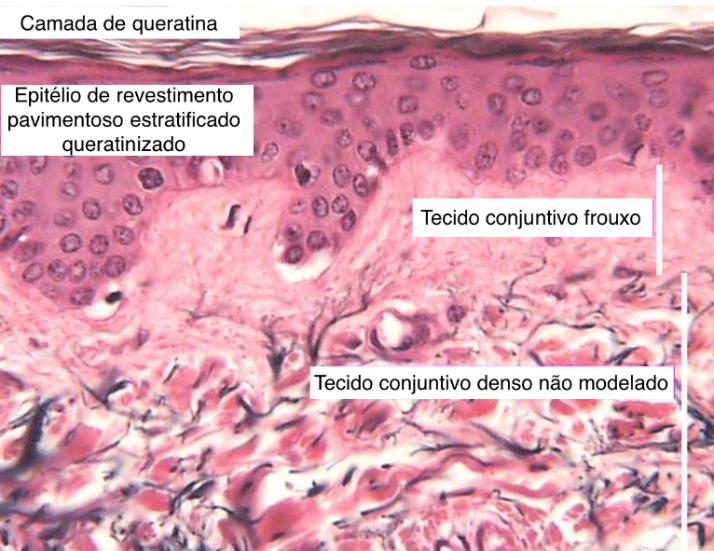 Camada de queratina
Epitélio de revestimento
pavimentoso estratificado
queratinizado
Tecido conjuntivo frouxo
Tecido conjuntivo denso não modelado